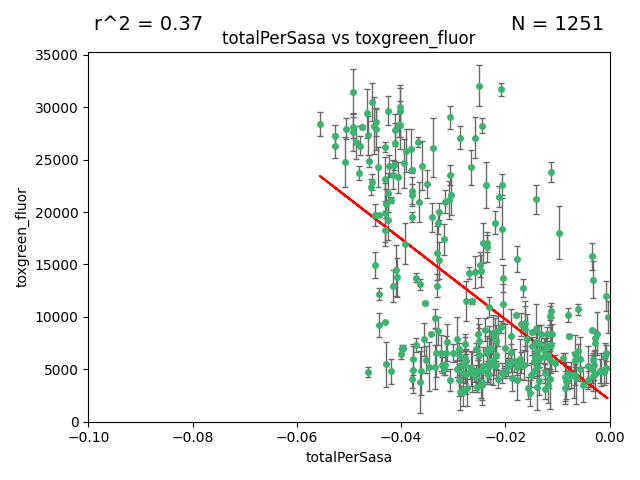 r^2 = 0.37
N = 1251
totalPerSasa vs toxgreen_fluor
35000
30000
25000
20000
15000
10000
5000
0
toxgreen_fluor
−0.10
−0.08
−0.06
−0.04
−0.02
0.00
totalPerSasa